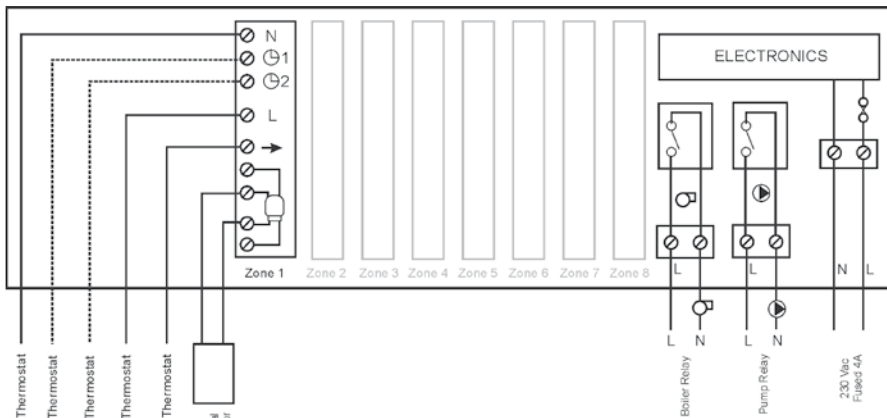 N
1
2
L
ELECTRONICS
L
L
N
L
Zone 1
Zone 2
Zone 3
Zone 4
Zone 5
Zone 6
Zone 7
Zone 8
L
N
L
N
Thermostat
Thermostat
Thermostat
Thermostat
Thermostat
Boiler Relay
Pump Relay
230 Vac
Fused 4A